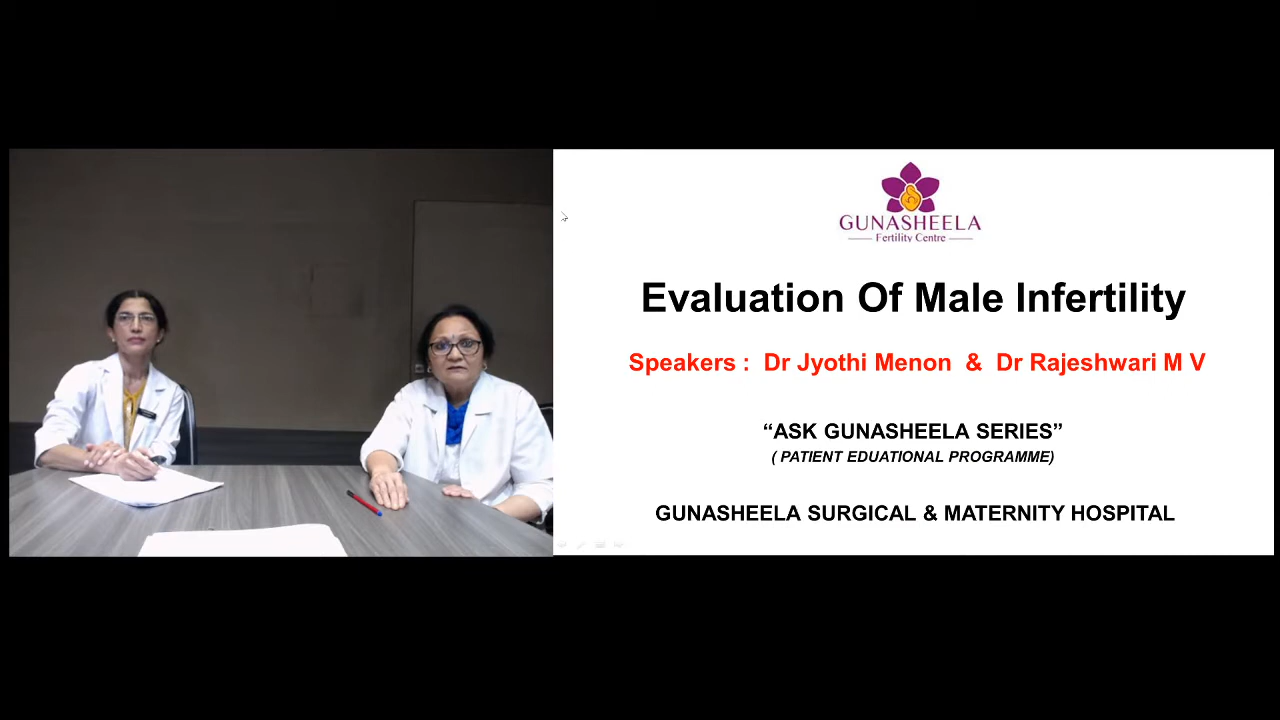 GUNASHEELA
Fertility Centre
Evaluation Of Male Infertility
Speakers : Dr Jyothi Menon & Dr Rajeshwari M V
“ASK GUNASHEELA SERIES”
( PATIENT EDUATIONAL PROGRAMME)
GUNASHEELA SURGICAL & MATERNITY HOSPITAL